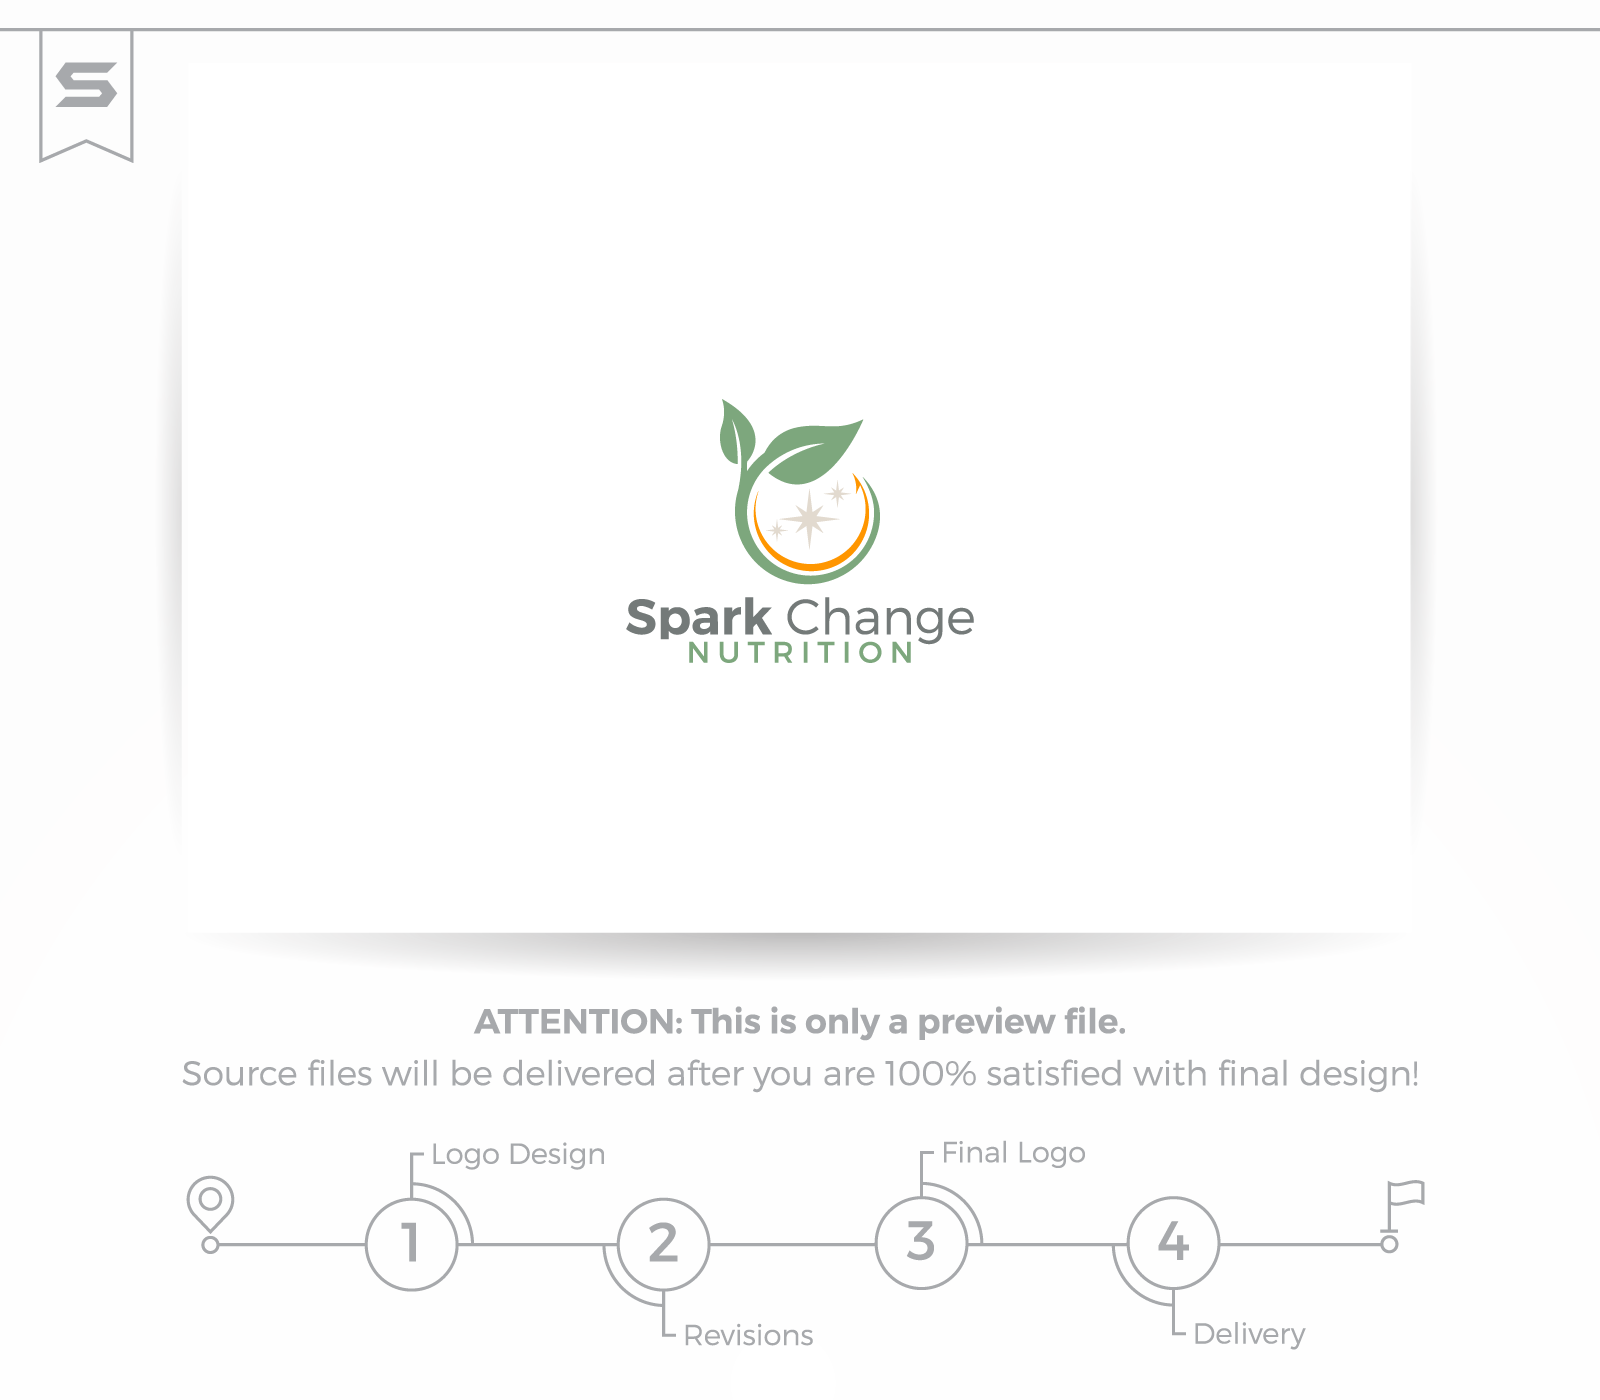 S
Spark Change
NUTRITION
ATTENTION: This is only a preview file.
Source files will be delivered after you are 100% satisfied with final design!
Logo Design
Final Logo
1
2
3
4
Revisions
Delivery